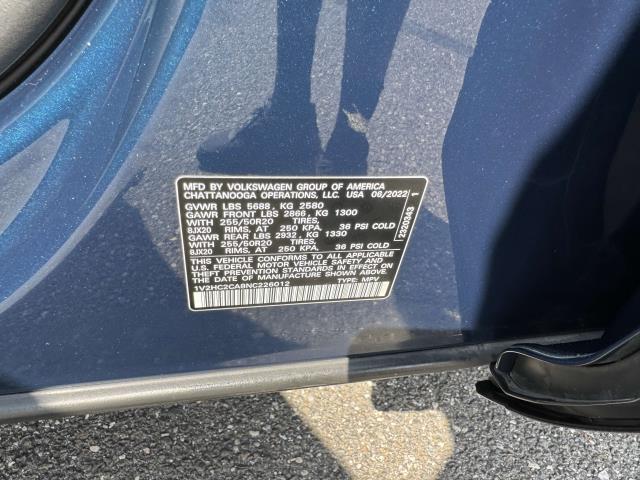 MFD BY VOLKSWAGEN GROUP OF AMERICA
CHATTANOOGA OPERATIONS, LLC. USA 06/2022
GVWR LBS 5688, KG 2580
GAWR FRONT LBS 2866, KG 1300
WITH 255/50R20 TIRES,
8JX20 RIMS, AT 250 KPA, 36 PSI COLD
GAWR REAR LBS 2932, KG 1330
WITH 255/50R20 TIRES,
8JX20 RIMS, AT 250 KPA, 36 PSI COLD
THIS VEHICLE CONFORMS TO ALL APPLICABLE
U.S. FEDERAL MOTOR VEHICLE SAFETY AND
THEFT PREVENTION STANDARDS IN EFFECT ON
THE DATE OF MANUFACTURE SHOWN ABOVE.
1V2HC2CA8NC226012 TYPE: MPV
2320343 1